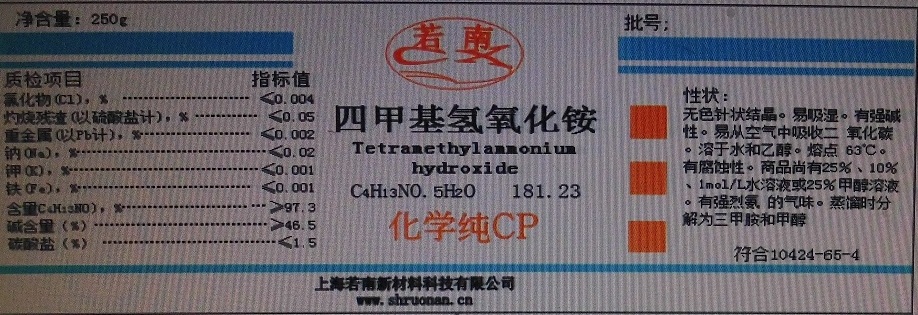 净含量：250g
质检项目 指标值
氯化物(Cl)，% ≤0.004
灼烧残渣(以硫酸盐计)，% ≤0.05
重金属(以Pb计)，% ≤0.002
钠(Na)，% ≤0.02
钾(K)，% ≤0.001
铁(Fe)，% ≤0.001
含量C4H13NO)，% ≥97.3
碱含量（%） ≥46.5
碳酸盐（%） ≤1.5
若南
四甲基氢氧化铵
Tetramethylammonium
hydroxide
C4H13NO.5H2O 181.23
化学纯CP
批号;
性状：
无色针状结晶。易吸湿。有强碱
性。易从空气中吸收二 氧化碳
。溶于水和乙醇。熔点 63℃。
有腐蚀性。商品尚有25%、10%
、1mol/L水溶液或25%甲醇溶液
。有强烈氨 的气味。蒸溜时分
解为三甲胺和甲醇
符合10424-65-4
上海若南新材料科技有限公司
www.shruonan.cn